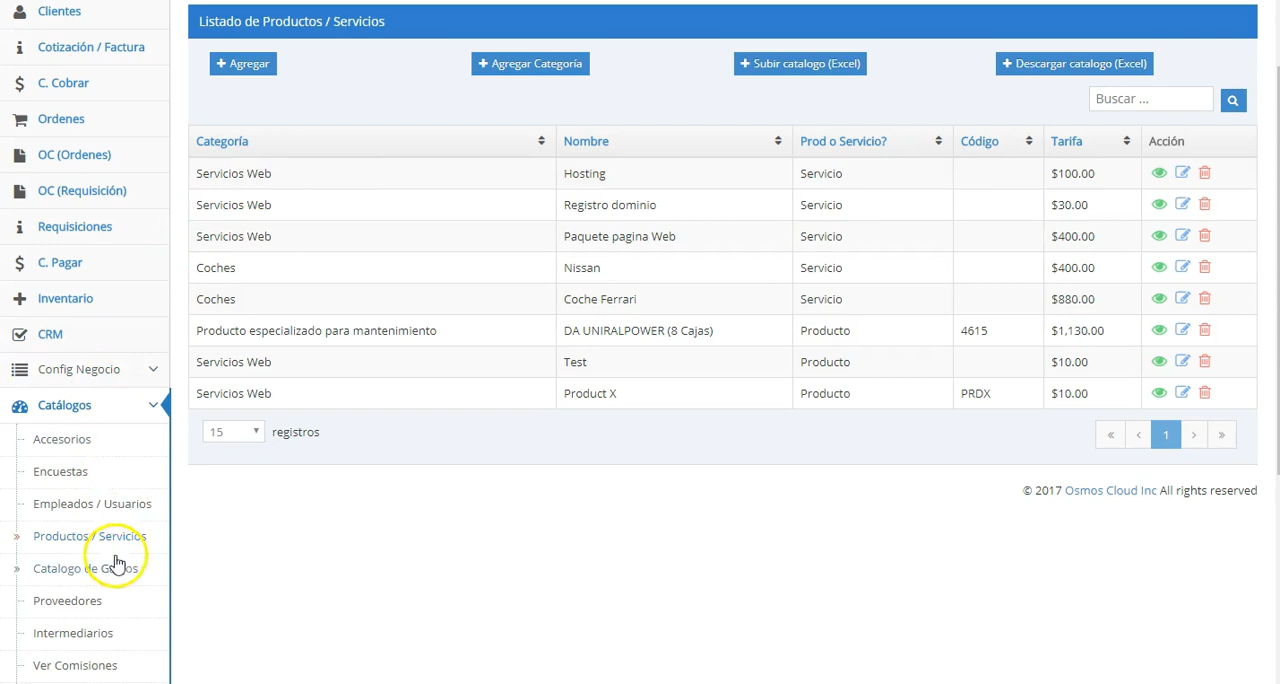 Clientes
Cotización / Factura
C. Cobrar
Ordenes
OC (Ordenes)
OC (Requisición)
Requisiciones
C. Pagar
Inventario
CRM
Config Negocio
Catálogos
Accesorios
Encuestas
Empleados / Usuarios
Productos / Servicios
Catalogo de
Proveedores
Intermediarios
Ver Comisiones
Listado de Productos / Servicios
Agregar Agregar Categoría Subir catalogo (Excel) Descargar catalogo (Excel)
Buscar ...
Categoría Nombre Prod o Servicio? Código Tarifa Acción
Servicios Web Hosting Servicio $100.00
Servicios Web Registro dominio Servicio $30.00
Servicios Web Paquete pagina Web Servicio $400.00
Coches Nissan Servicio $400.00
Coches Coche Ferrari Servicio $880.00
Producto especializado para mantenimiento DA UNIRALPOWER (8 Cajas) Producto 4615 $1,130.00
Servicios Web Test Producto $10.00
Servicios Web Product X Producto PRDX $10.00
15 registros « ‹ 1 › »
© 2017 Osmos Cloud Inc All rights reserved